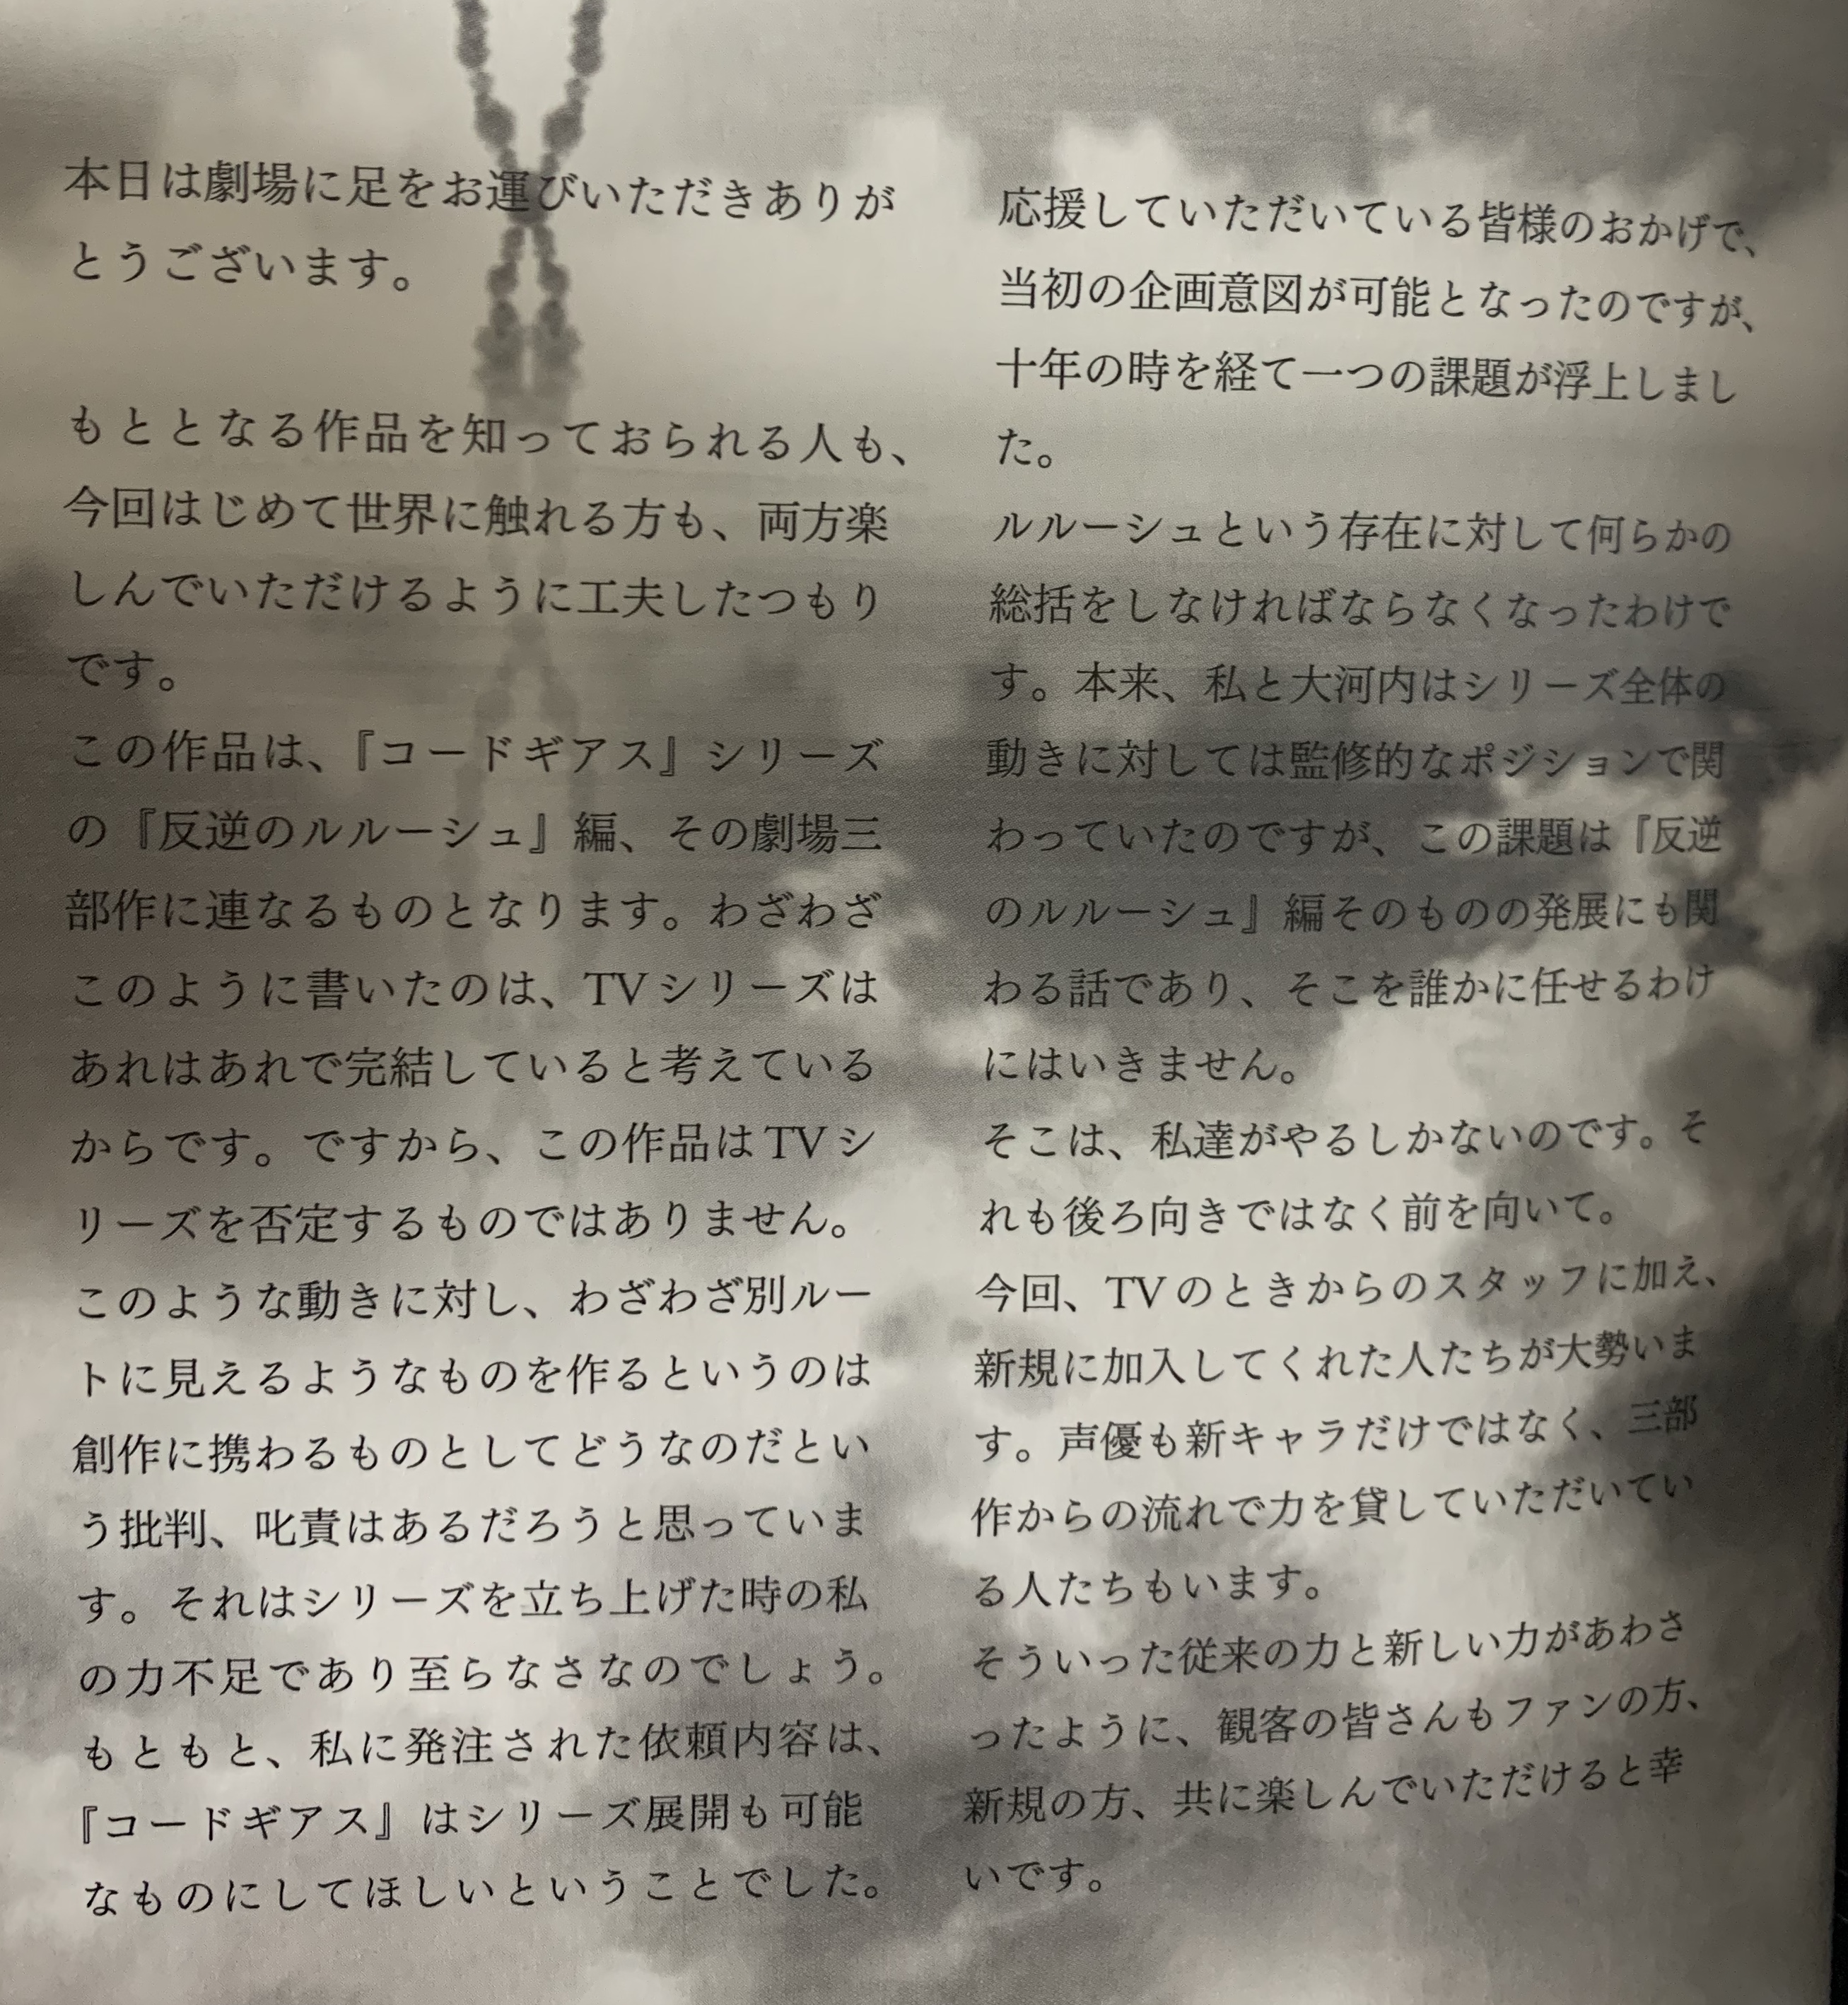 本日は劇場に足をお運びいただきありが
とうございます。
もととなる作品を知っておられる人も、
今回はじめて世界に触れる方も、両方楽
しんでいただけるように工夫したつもり
です。
この作品は、『コードギアス』シリーズ
の『反逆のルルーシュ』編、その劇場三
部作に連なるものとなります。わざわざ
このように書いたのは、TVシリーズは
あれはあれで完結していると考えている
からです。ですから、この作品はTVシ
リーズを否定するものではありません。
このような動きに対し、わざわざ別ルー
トに見えるようなものを作るというのは
創作に携わるものとしてどうなのだとい
う批判、叱責はあるだろうと思っていま
す。それはシリーズを立ち上げた時の私
の力不足であり至らなさなのでしょう。
もともと、私に発注された依頼内容は、
『コードギアス』はシリーズ展開も可能
なものにしてほしいということでした。
応援していただいている皆様のおかげで、
当初の企画意図が可能となったのですが、
十年の時を経て一つの課題が浮上しまし
た。
ルルーシュという存在に対して何らかの
総括をしなければならなくなったわけで
す。本来、私と大河内はシリーズ全体の
動きに対しては監修的なポジションで関
わっていたのですが、この課題は『反逆
のルルーシュ』編そのものの発展にも関
わる話であり、そこを誰かに任せるわけ
にはいきません。
そこは、私達がやるしかないのです。そ
れも後ろ向きではなく前を向いて。
今回、TVのときからのスタッフに加え、
新規に加入してくれた人たちが大勢いま
す。声優も新キャラだけではなく、三部
作からの流れで力を貸していただいてい
る人たちもいます。
そういった従来の力と新しい力があわさ
ったように、観客の皆さんもファンの方、
新規の方、共に楽しんでいただけると幸
いです。